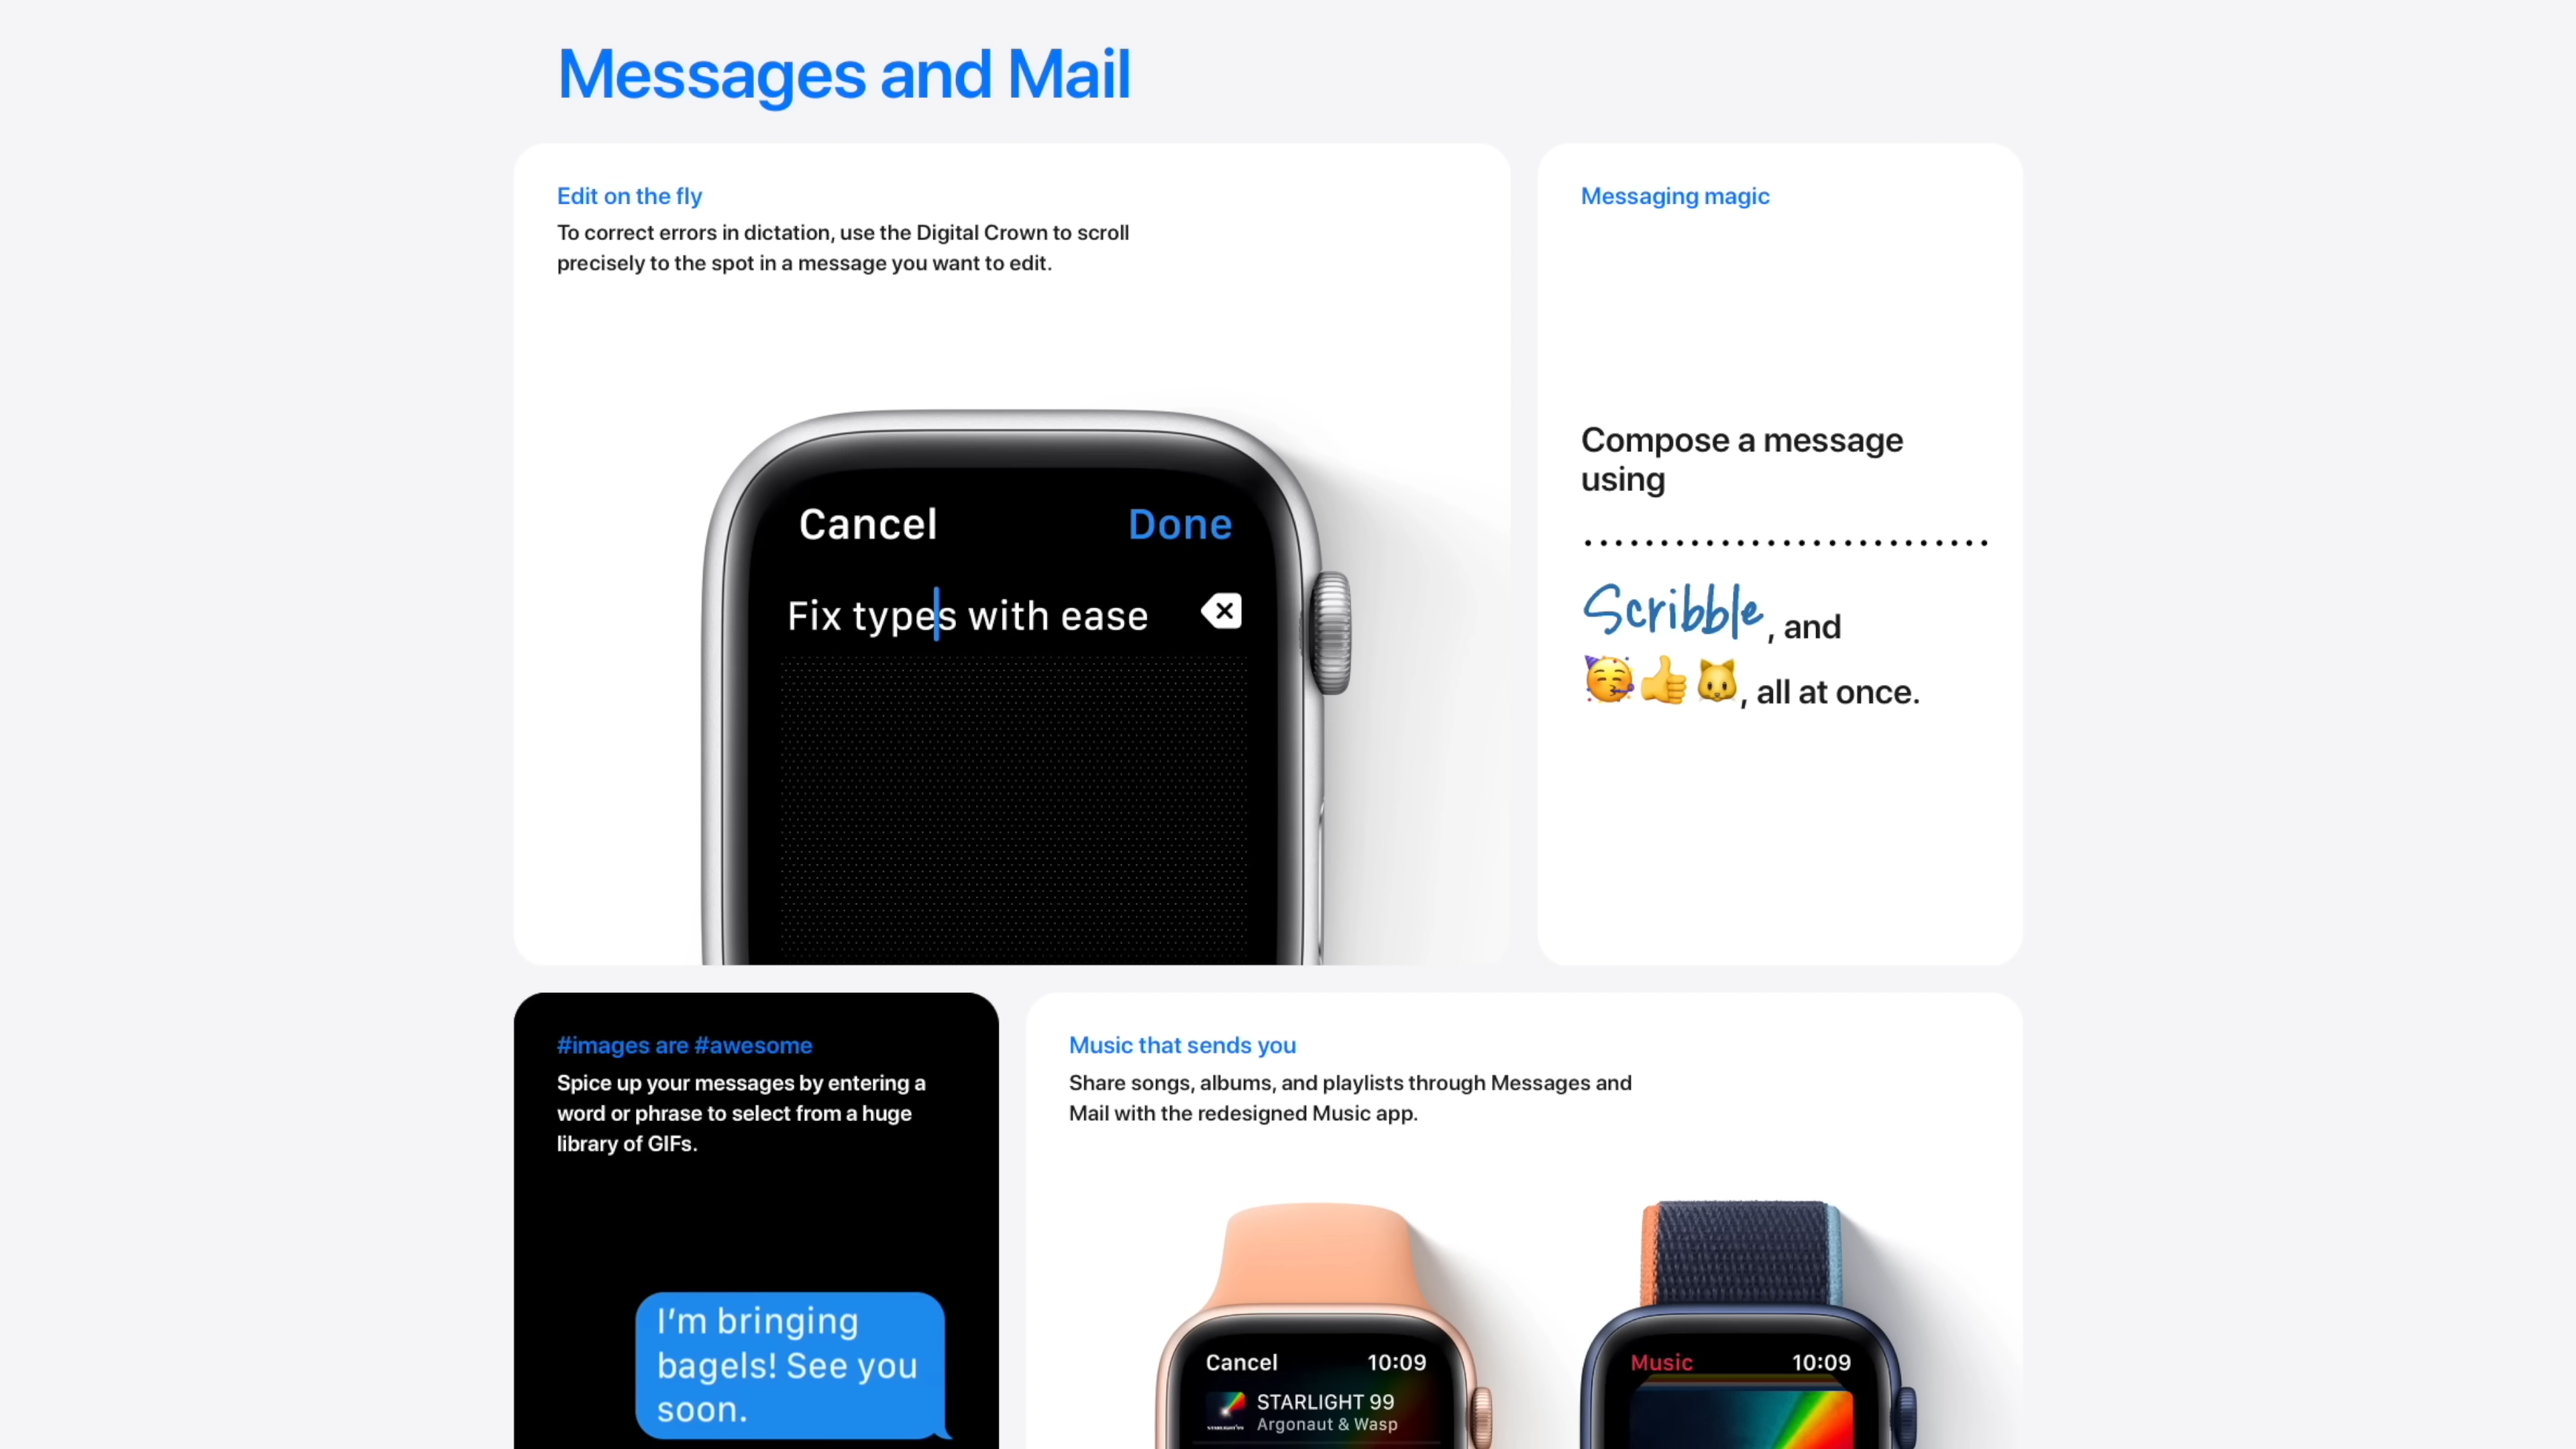 Messages and Mail
Edit on the fly
To correct errors in dictation, use the Digital Crown to scroll
precisely to the spot in a message you want to edit.
Cancel
Done
Fix types with ease
Messaging magic
Compose a message
using
Scribble, and
🥳👍🐱, all at once.
#images are #awesome
Spice up your messages by entering a
word or phrase to select from a huge
library of GIFs.
I’m bringing
bagels! See you
soon.
Music that sends you
Share songs, albums, and playlists through Messages and
Mail with the redesigned Music app.
Cancel 10:09
STARLIGHT 99
Argonaut & Wasp
Music 10:09